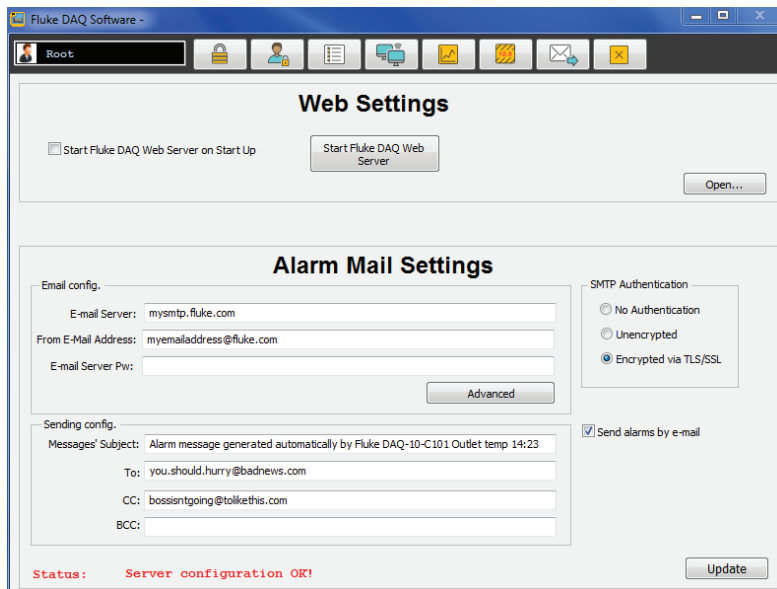 Fluke DAQ Software -
Root
12.3
Web Settings
Start Fluke DAQ Web Server on Start Up
Start Fluke DAQ Web
Server
Open...
Alarm Mail Settings
Email config.
E-mail Server: mysmtp.fluke.com
From E-Mail Address: myemailaddress@fluke.com
E-mail Server Pw:
Advanced
SMTP Authentication
No Authentication
Unencrypted
Encrypted via TLS/SSL
Sending config.
Messages' Subject: Alarm message generated automatically by Fluke DAQ-10-C101 Outlet temp 14:23
To: you.should.hurry@badnews.com
CC: bossisntgoing@tolikethis.com
BCC:
Send alarms by e-mail
Status: Server configuration OK!
Update